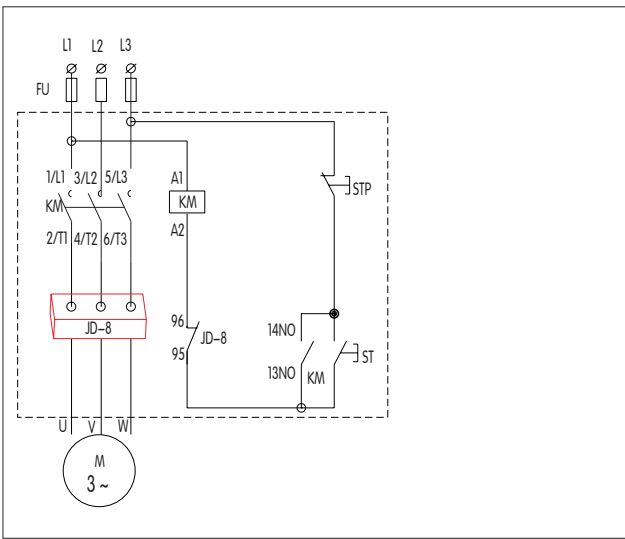 L1 L2 L3
FU
1/L1 3/L2 5/L3
A1
KM
KM
STP
A2
2/T1 4/T2 6/T3
JD-8
96
JD-8
95
14NO
13NO
KM
ST
U V W
M
3 ~